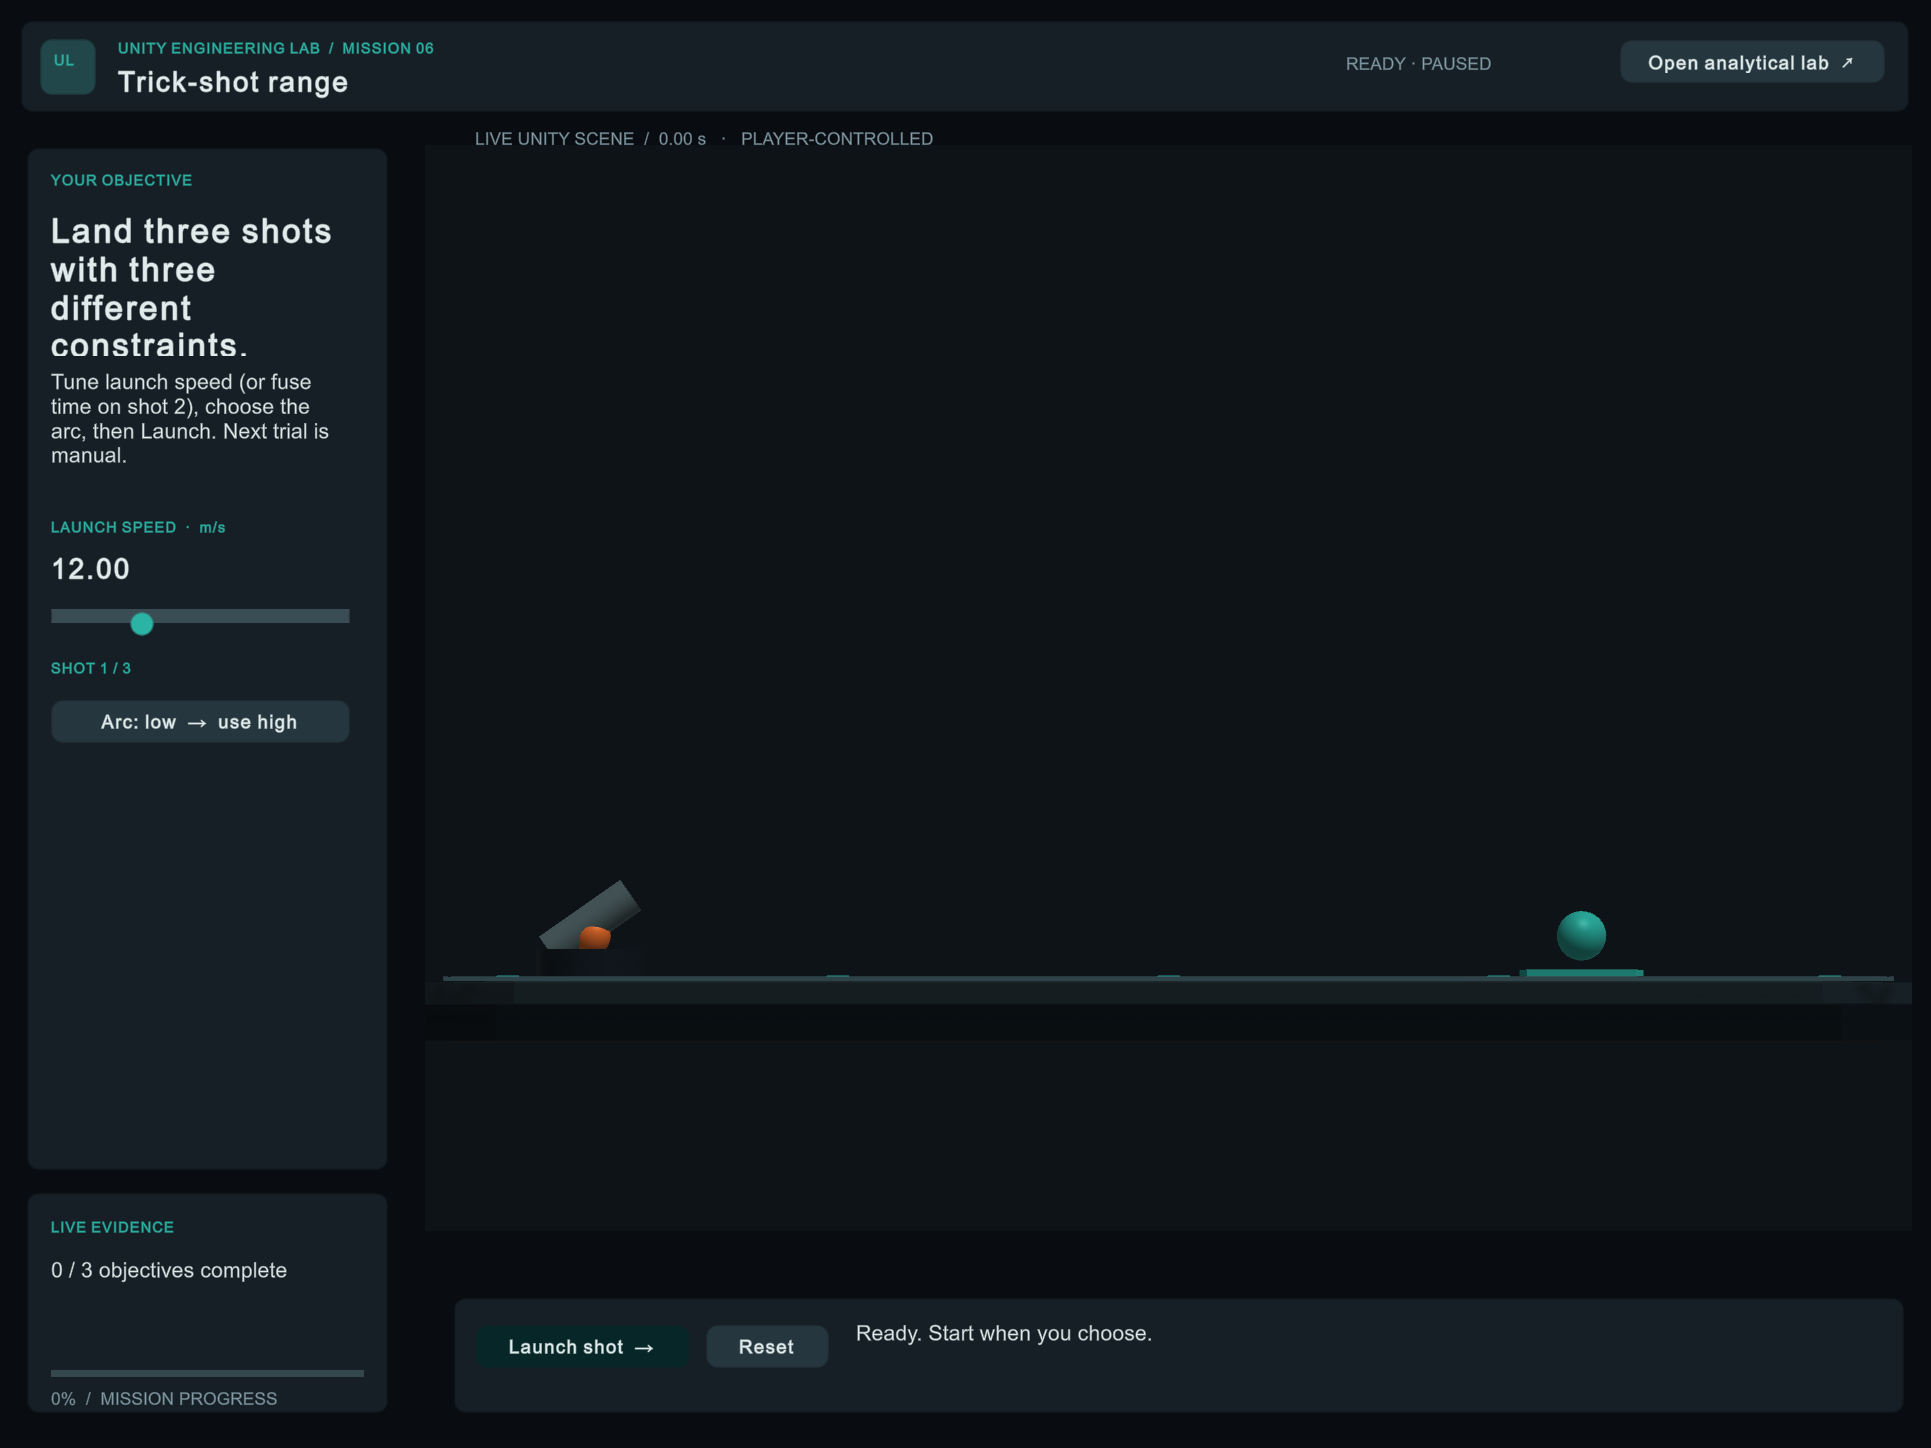 UL
UNITY ENGINEERING LAB / MISSION 06
Trick-shot range
READY · PAUSED
Open analytical lab ↗
LIVE UNITY SCENE / 0.00 s · PLAYER-CONTROLLED
YOUR OBJECTIVE
Land three shots
with three
different
constraints.
Tune launch speed (or fuse
time on shot 2), choose the
arc, then Launch. Next trial is
manual.
LAUNCH SPEED · m/s
12.00
SHOT 1 / 3
Arc: low → use high
LIVE EVIDENCE
0 / 3 objectives complete
0% / MISSION PROGRESS
Launch shot →
Reset
Ready. Start when you choose.